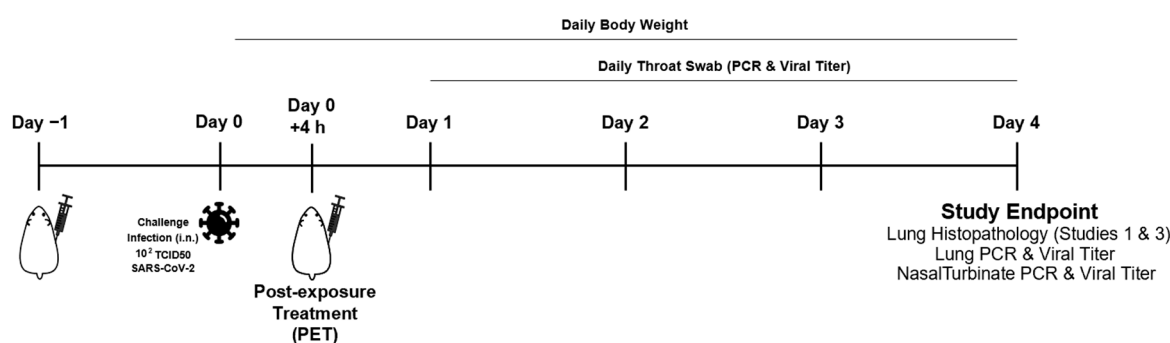 Daily Body Weight
Daily Throat Swab (PCR & Viral Titer)
Day −1
Day 0
Day 0
+4 h
Day 1
Day 2
Day 3
Day 4
Challenge
Infection (i.n.)
10² TCID50
SARS-CoV-2
Post-exposure
Treatment
(PET)
Study Endpoint
Lung Histopathology (Studies 1 & 3)
Lung PCR & Viral Titer
NasalTurbinate PCR & Viral Titer